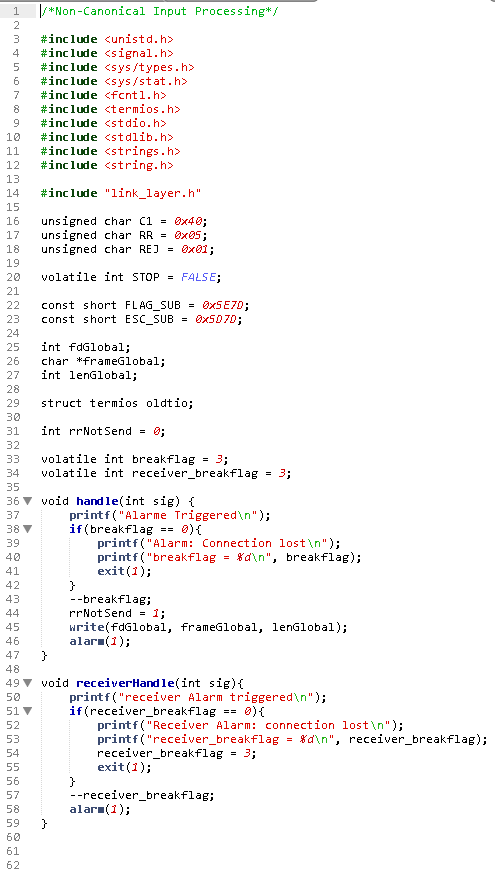 1 /*Non-Canonical Input Processing*/
2
3 #include <unistd.h>
4 #include <signal.h>
5 #include <sys/types.h>
6 #include <sys/stat.h>
7 #include <fcntl.h>
8 #include <termios.h>
9 #include <stdio.h>
10 #include <stdlib.h>
11 #include <strings.h>
12 #include <string.h>
13
14 #include "link_layer.h"
15
16 unsigned char C1 = 0x40;
17 unsigned char RR = 0x05;
18 unsigned char REJ = 0x01;
19
20 volatile int STOP = FALSE;
21
22 const short FLAG_SUB = 0x5E7D;
23 const short ESC_SUB = 0x5D7D;
24
25 int fdGlobal;
26 char *frameGlobal;
27 int lenGlobal;
28
29 struct termios oldtio;
30
31 int rrNotSend = 0;
32
33 volatile int breakflag = 3;
34 volatile int receiver_breakflag = 3;
35
36 void handle(int sig) {
37     printf("Alarme Triggered\n");
38     if(breakflag == 0){
39         printf("Alarm: Connection lost\n");
40         printf("breakflag = %d\n", breakflag);
41         exit(1);
42     }
43     --breakflag;
44     rrNotSend = 1;
45     write(fdGlobal, frameGlobal, lenGlobal);
46     alarm(1);
47 }
48
49 void receiverHandle(int sig){
50     printf("receiver Alarm triggered\n");
51     if(receiver_breakflag == 0){
52         printf("Receiver Alarm: connection lost\n");
53         printf("receiver_breakflag = %d\n", receiver_breakflag);
54         receiver_breakflag = 3;
55         exit(1);
56     }
57     --receiver_breakflag;
58     alarm(1);
59 }
60
61
62